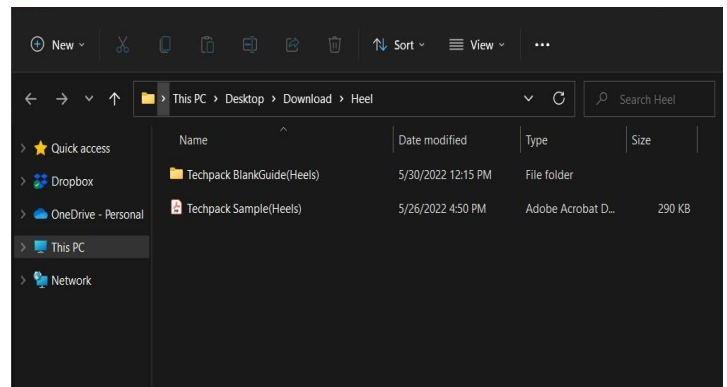 New Sort View
This PC > Desktop > Download > Heel Search Heel
Name Date modified Type Size
Quick access
Dropbox
OneDrive - Personal
This PC
Network
Techpack BlankGuide(Heels) 5/30/2022 12:15 PM File folder
Techpack Sample(Heels) 5/26/2022 4:50 PM Adobe Acrobat D... 290 KB